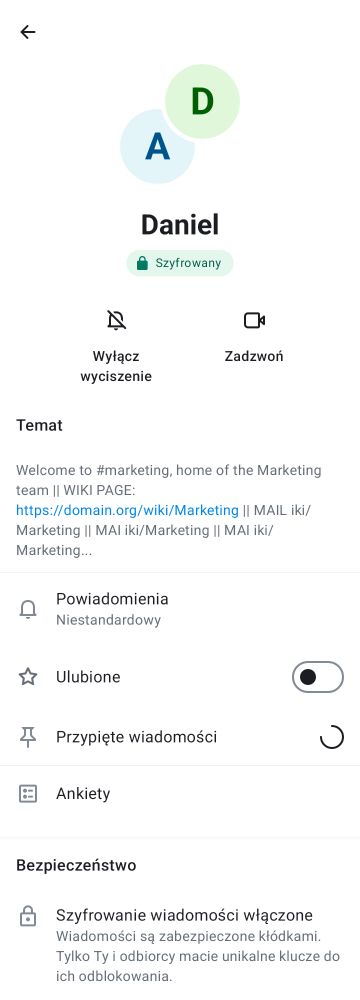 D
A
Daniel
Szyfrowany
Wyłącz
wyciszenie
Zadzwoń
Temat
Welcome to #marketing, home of the Marketing
team || WIKI PAGE:
https://domain.org/wiki/Marketing || MAIL iki/
Marketing || MAI iki/Marketing || MAI iki/
Marketing...
Powiadomienia
Niestandardowy
Ulubione
Przypięte wiadomości
Ankiety
Bezpieczeństwo
Szyfrowanie wiadomości włączone
Wiadomości są zabezpieczone kłódkami.
Tylko Ty i odbiorcy macie unikalne klucze do
ich odblokowania.